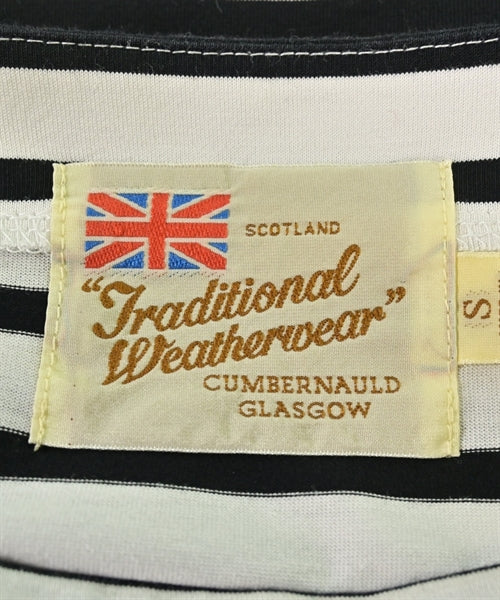 SCOTLAND
"Traditional
Weatherwear"
CUMBERNAULD
GLASGOW
S